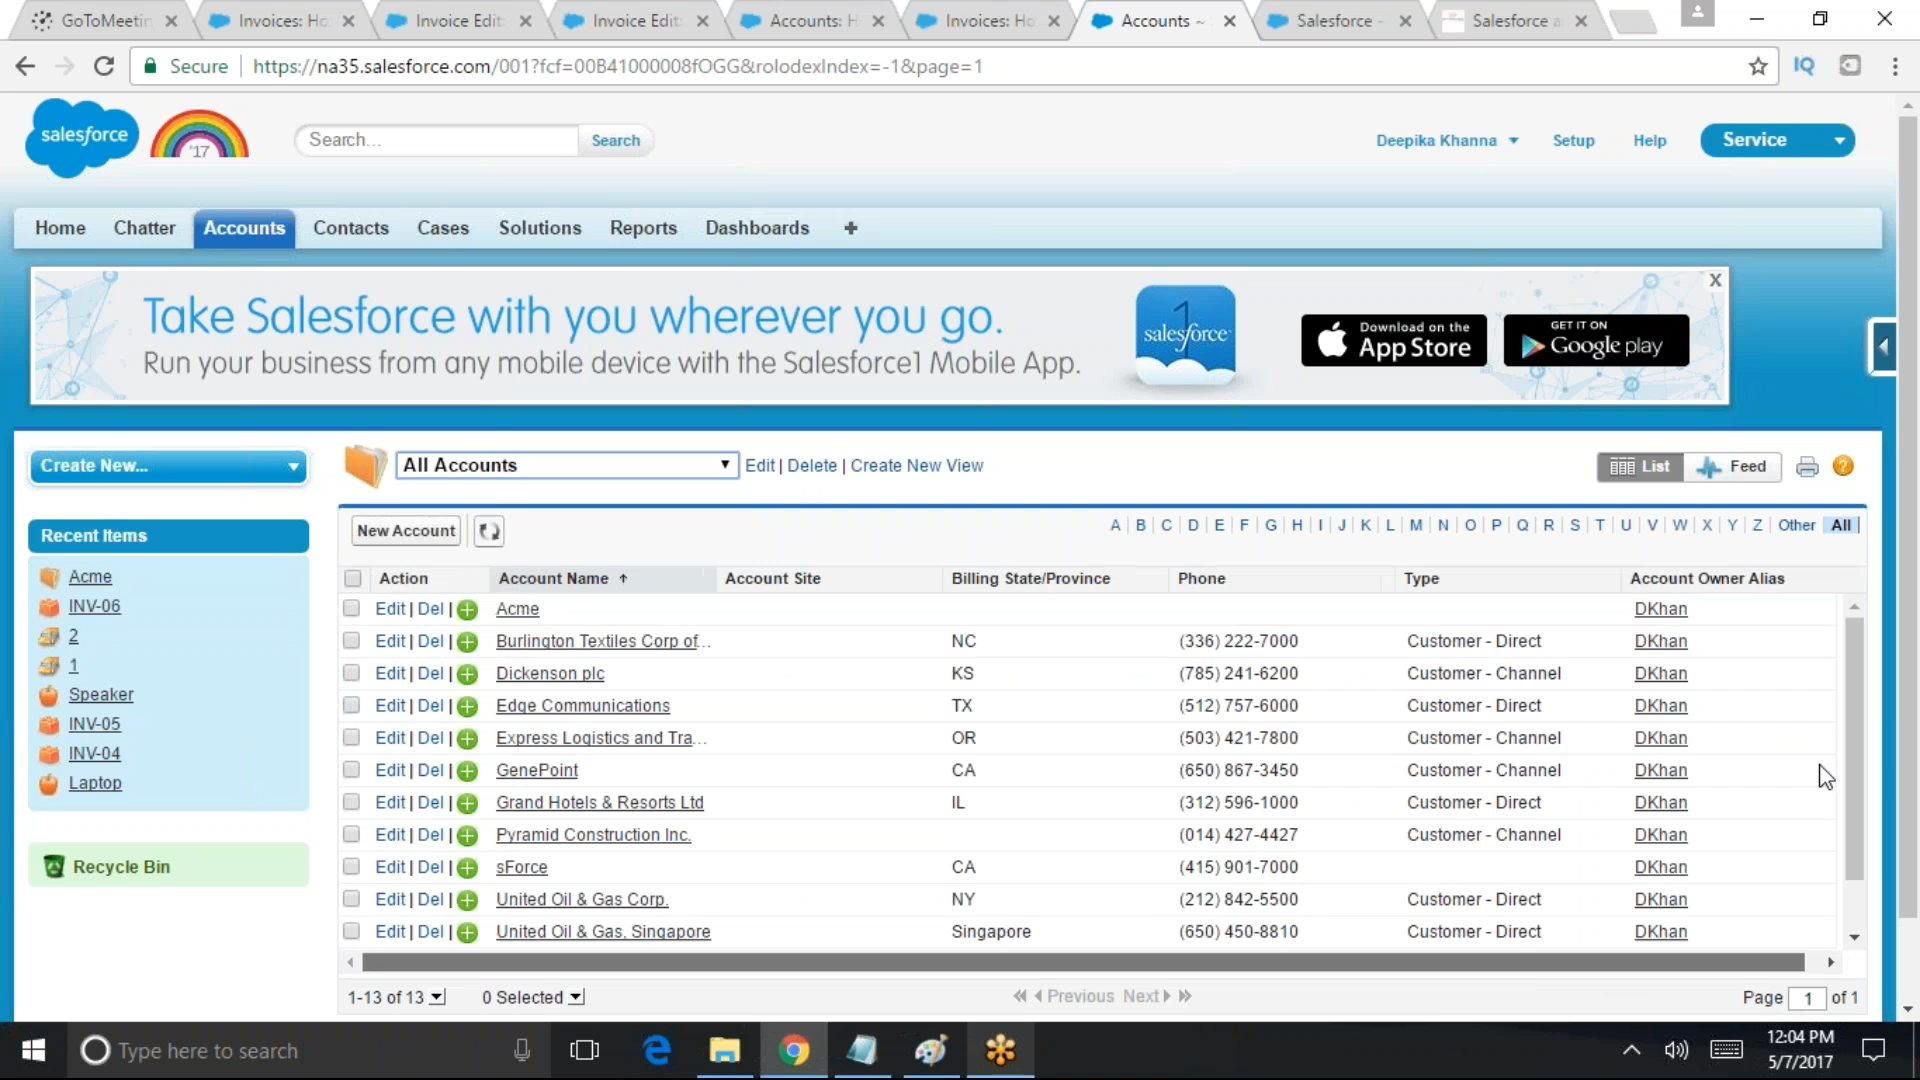 GoToMeetin
Invoices: Ho
Invoice Edit
Invoice Edit
Accounts: H
Invoices: Ho
Accounts ~
Salesforce -
Salesforce a
Secure
https://na35.salesforce.com/001?fcf=00B41000008fOGG&rolodexIndex=-1&page=1
IQ
salesforce
'17
Search...
Search
Deepika Khanna
Setup
Help
Service
Home
Chatter
Accounts
Contacts
Cases
Solutions
Reports
Dashboards
Take Salesforce with you wherever you go.
Run your business from any mobile device with the Salesforce1 Mobile App.
1
salesforce
Download on the
App Store
GET IT ON
Google play
X
Create New...
All Accounts
Edit | Delete | Create New View
List
Feed
Recent Items
Acme
INV-06
2
1
Speaker
INV-05
INV-04
Laptop
Recycle Bin
New Account
A | B | C | D | E | F | G | H | I | J | K | L | M | N | O | P | Q | R | S | T | U | V | W | X | Y | Z | Other | All
Action Account Name Account Site Billing State/Province Phone Type Account Owner Alias
Edit | Del | Acme DKhan
Edit | Del | Burlington Textiles Corp of... NC (336) 222-7000 Customer - Direct DKhan
Edit | Del | Dickenson plc KS (785) 241-6200 Customer - Channel DKhan
Edit | Del | Edge Communications TX (512) 757-6000 Customer - Direct DKhan
Edit | Del | Express Logistics and Tra... OR (503) 421-7800 Customer - Channel DKhan
Edit | Del | GenePoint CA (650) 867-3450 Customer - Channel DKhan
Edit | Del | Grand Hotels & Resorts Ltd IL (312) 596-1000 Customer - Direct DKhan
Edit | Del | Pyramid Construction Inc. (014) 427-4427 Customer - Channel DKhan
Edit | Del | sForce CA (415) 901-7000 DKhan
Edit | Del | United Oil & Gas Corp. NY (212) 842-5500 Customer - Direct DKhan
Edit | Del | United Oil & Gas, Singapore Singapore (650) 450-8810 Customer - Direct DKhan
1-13 of 13
0 Selected
Previous Next
Page 1 of 1
Type here to search
12:04 PM
5/7/2017